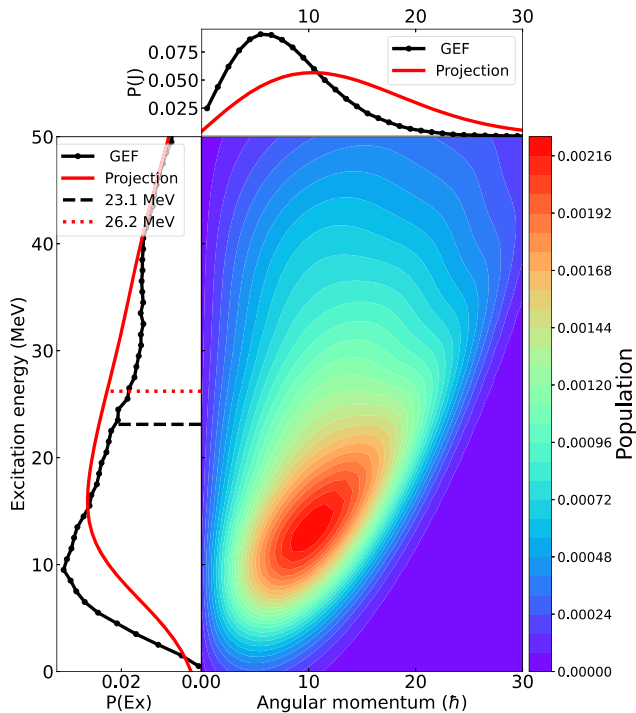 10 20 30
0.075
0.050
0.025
P(J)
GEF
Projection
50
40
30
20
10
0
Excitation energy (MeV)
GEF
Projection
23.1 MeV
26.2 MeV
0.02 0.00
P(Ex)
10 20 30
Angular momentum (ħ)
0.00216
0.00192
0.00168
0.00144
0.00120
0.00096
0.00072
0.00048
0.00024
0.00000
Population